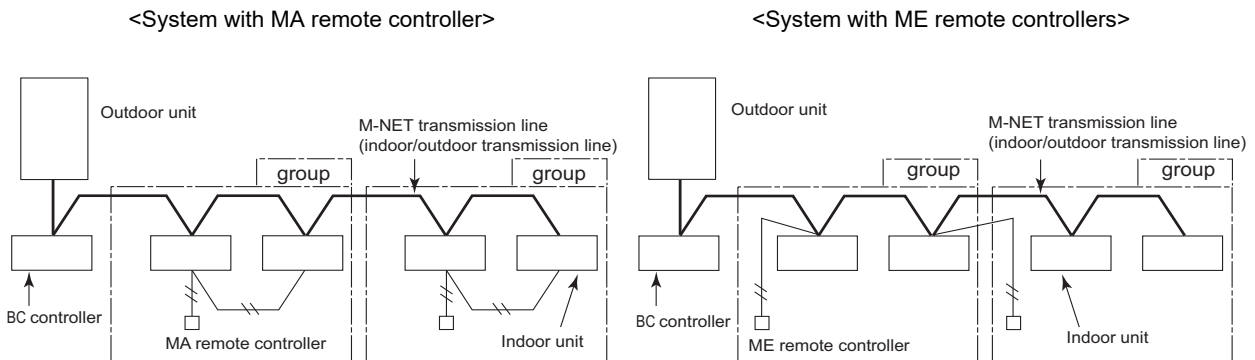 <System with MA remote controller>
Outdoor unit
M-NET transmission line
(indoor/outdoor transmission line)
group
group
BC controller
MA remote controller
Indoor unit
<System with ME remote controllers>
Outdoor unit
M-NET transmission line
(indoor/outdoor transmission line)
group
group
BC controller
ME remote controller
Indoor unit